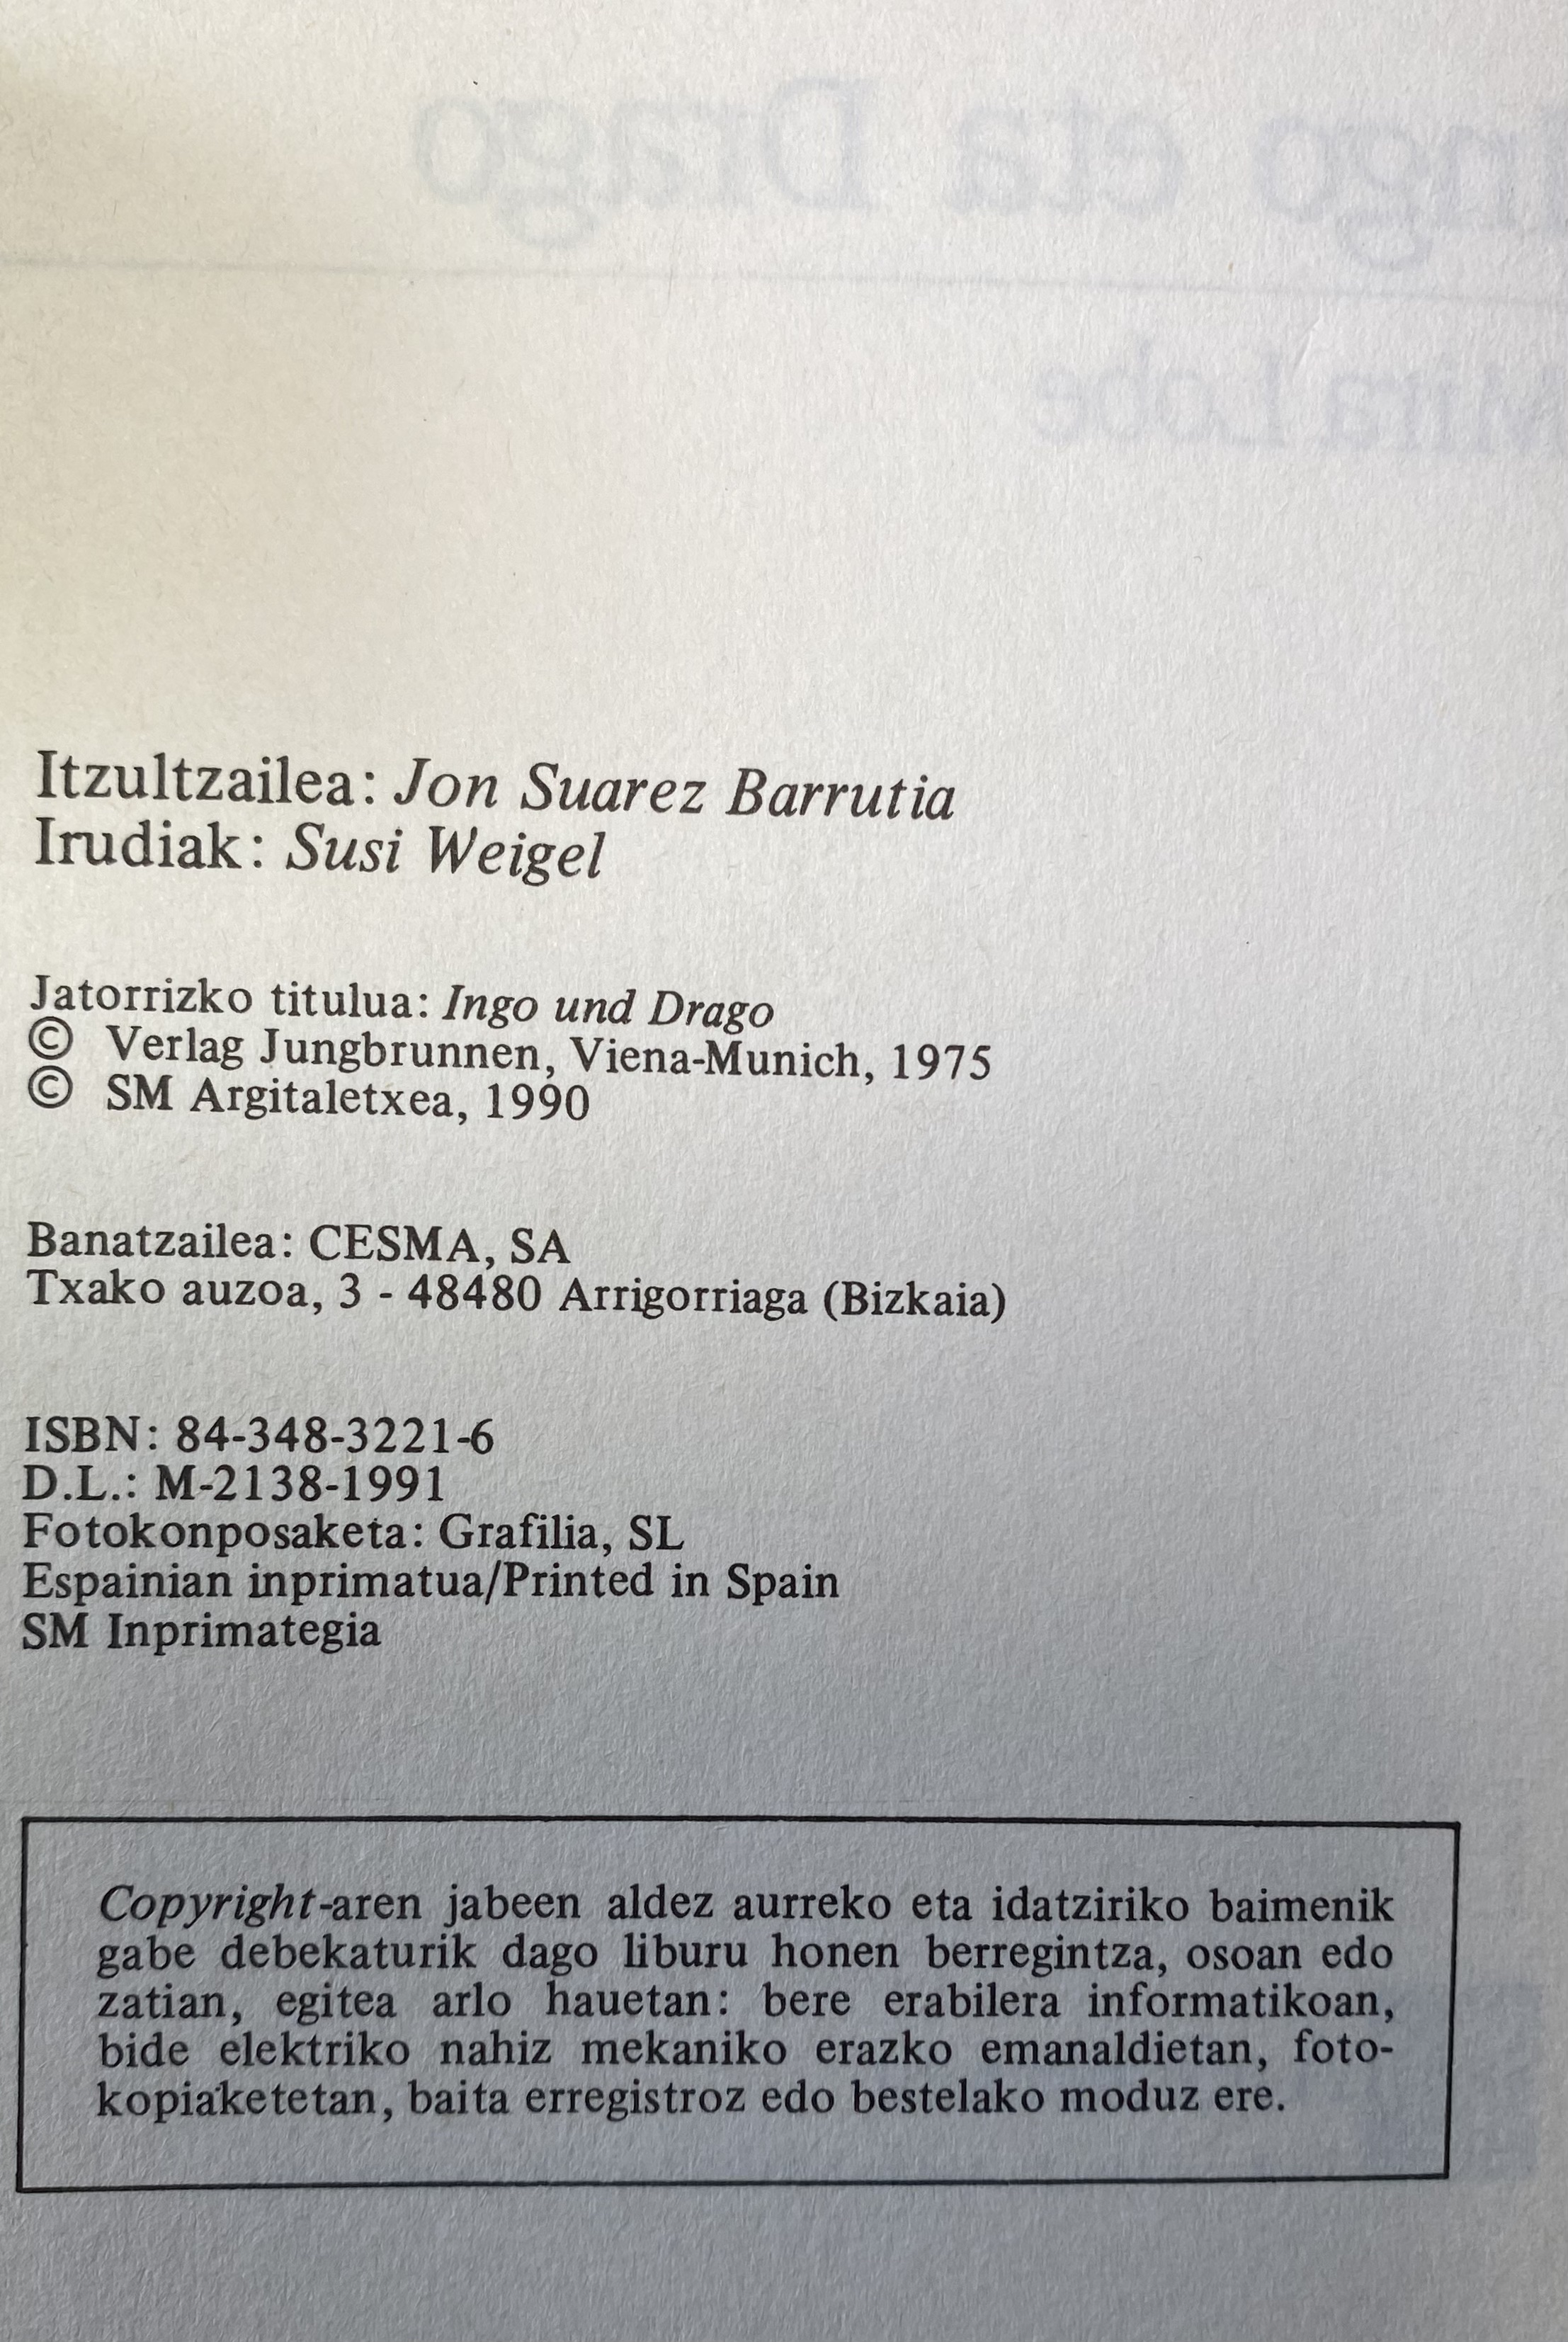 Itzultzailea: Jon Suarez Barrutia
Irudiak: Susi Weigel
Jatorrizko titulua: Ingo und Drago
© Verlag Jungbrunnen, Viena-Munich, 1975
© SM Argitaletxea, 1990
Banatzailea: CESMA, SA
Txako auzoa, 3 - 48480 Arrigorriaga (Bizkaia)
ISBN: 84-348-3221-6
D.L.: M-2138-1991
Fotokonposaketa: Grafilia, SL
Espainian inprimatua/Printed in Spain
SM Inprimategia
Copyright-aren jabeen aldez aurreko eta idatziriko baimenik
gabe debekaturik dago liburu honen berregintza, osoan edo
zatian, egitea arlo hauetan: bere erabilera informatikoan,
bide elektriko nahiz mekaniko erazko emanaldietan, foto-
kopiaketetan, baita erregistroz edo bestelako moduz ere.